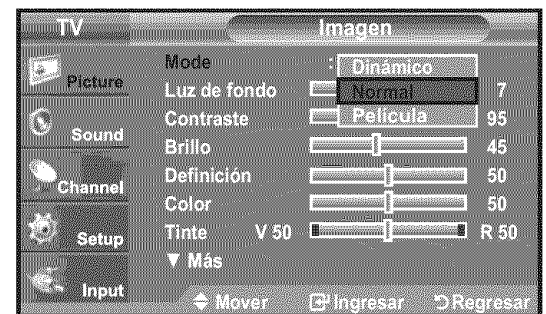 TV Imagen
Picture
Sound
Channel
Setup
Input
Mode :
Dinámico
Normal
Película
Luz de fondo 7
Contraste 95
Brillo 45
Definición 50
Color 50
Tinte V 50 R 50
▼ Más
Mover Ingresar Regresar